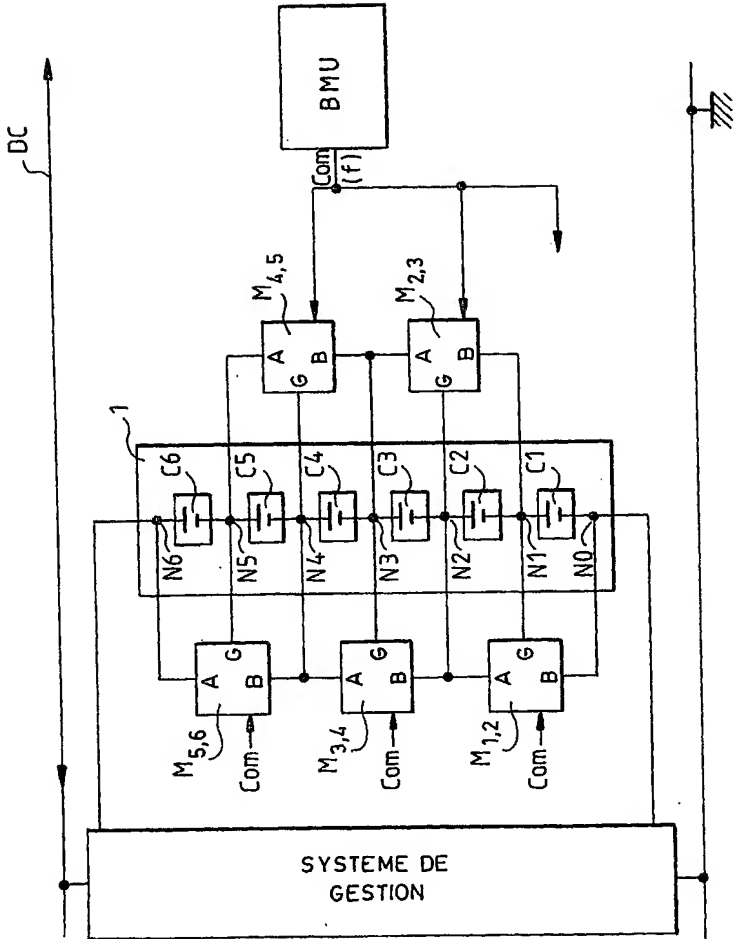 DC
BMU
Com
(f)
M4,5
M2,3
A
B
G
A
B
G
1
C6
C5
C4
C3
C2
C1
N6
N5
N4
N3
N2
N1
N0
A
G
B
A
G
B
A
G
B
M5,6
Com
M3,4
Com
M1,2
Com
SYSTEME DE
GESTION